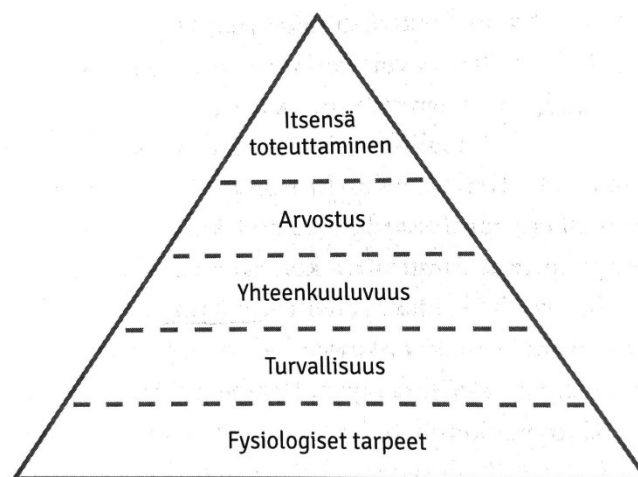 Itsensä
toteuttaminen
Arvostus
Yhteenkuuluvuus
Turvallisuus
Fysiologiset tarpeet